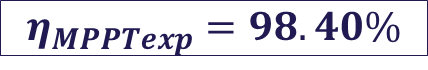 η_MPPTexp = 98.40%